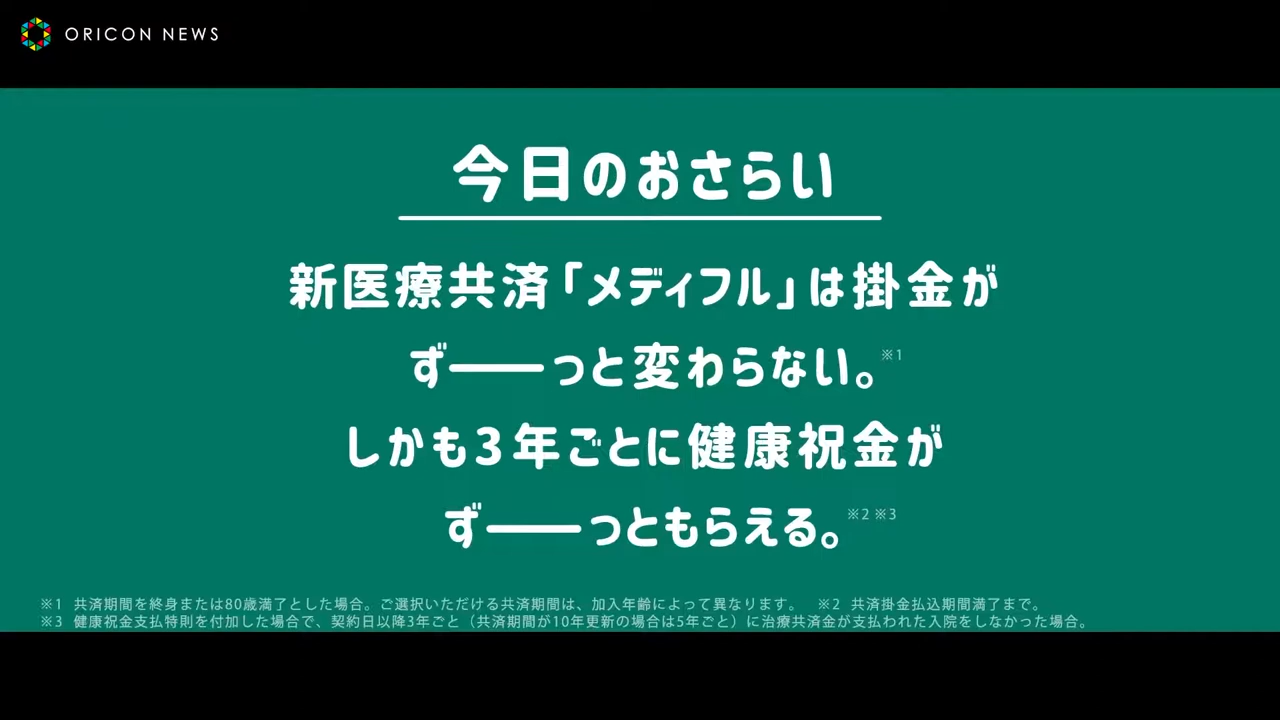 ORICON NEWS
今日のおさらい
新医療共済「メディフル」は掛金が
ず――っと変わらない。※1
しかも3年ごとに健康祝金が
ず――っともらえる。※2 ※3
※1 共済期間を終身または80歳満了とした場合。ご選択いただける共済期間は、加入年齢によって異なります。 ※2 共済掛金払込期間満了まで。
※3 健康祝金支払特則を付加した場合で、契約日以降3年ごと（共済期間が10年更新の場合は5年ごと）に治療共済金が支払われた入院をしなかった場合。